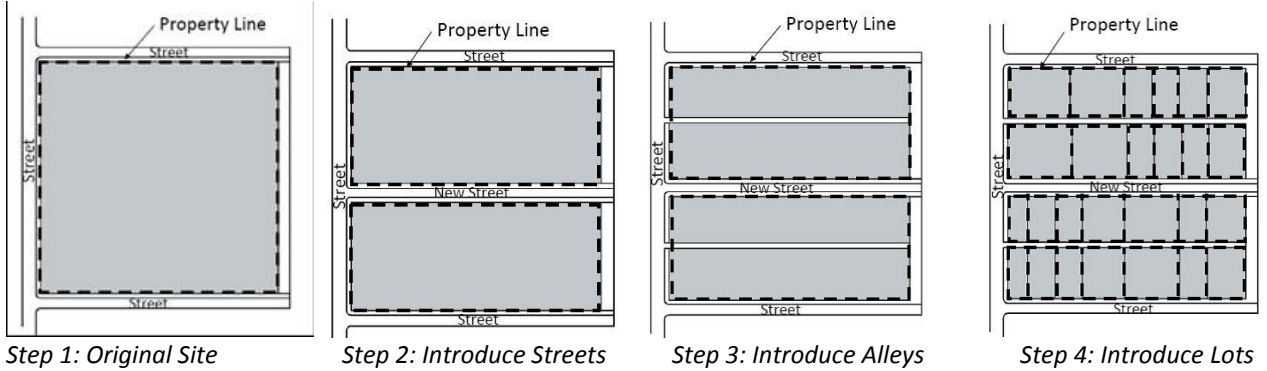 Property Line
Street
Street
Street
Step 1: Original Site
Property Line
Street
Street
New Street
Street
Step 2: Introduce Streets
Property Line
Street
Street
New Street
Street
Step 3: Introduce Alleys
Property Line
Street
Street
New Street
Street
Step 4: Introduce Lots